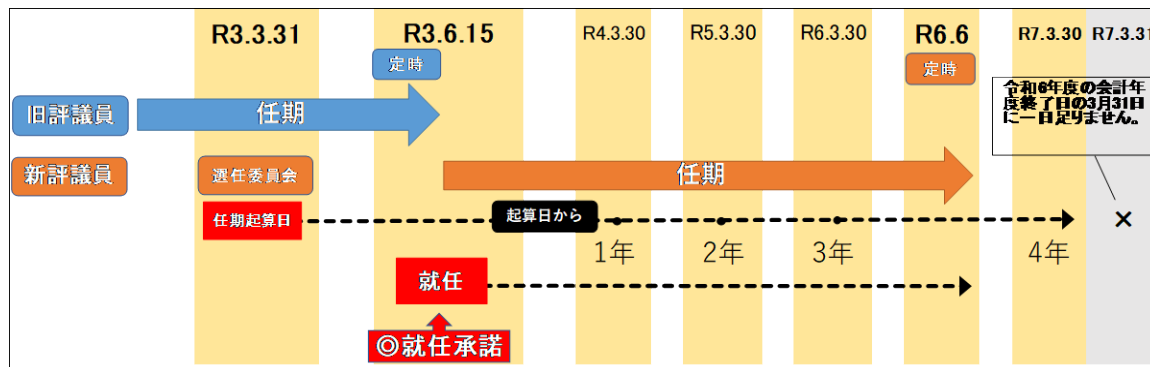 R3.3.31 R3.6.15 R4.3.30 R5.3.30 R6.3.30 R6.6 R7.3.30 R7.3.31
定時 定時
令和6年度の会計年
度終了日の3月31日
に一日足りません。
旧評議員 任期
新評議員 選任委員会 任期
任期起算日 起算日から ×
1年 2年 3年 4年
就任
◎就任承諾